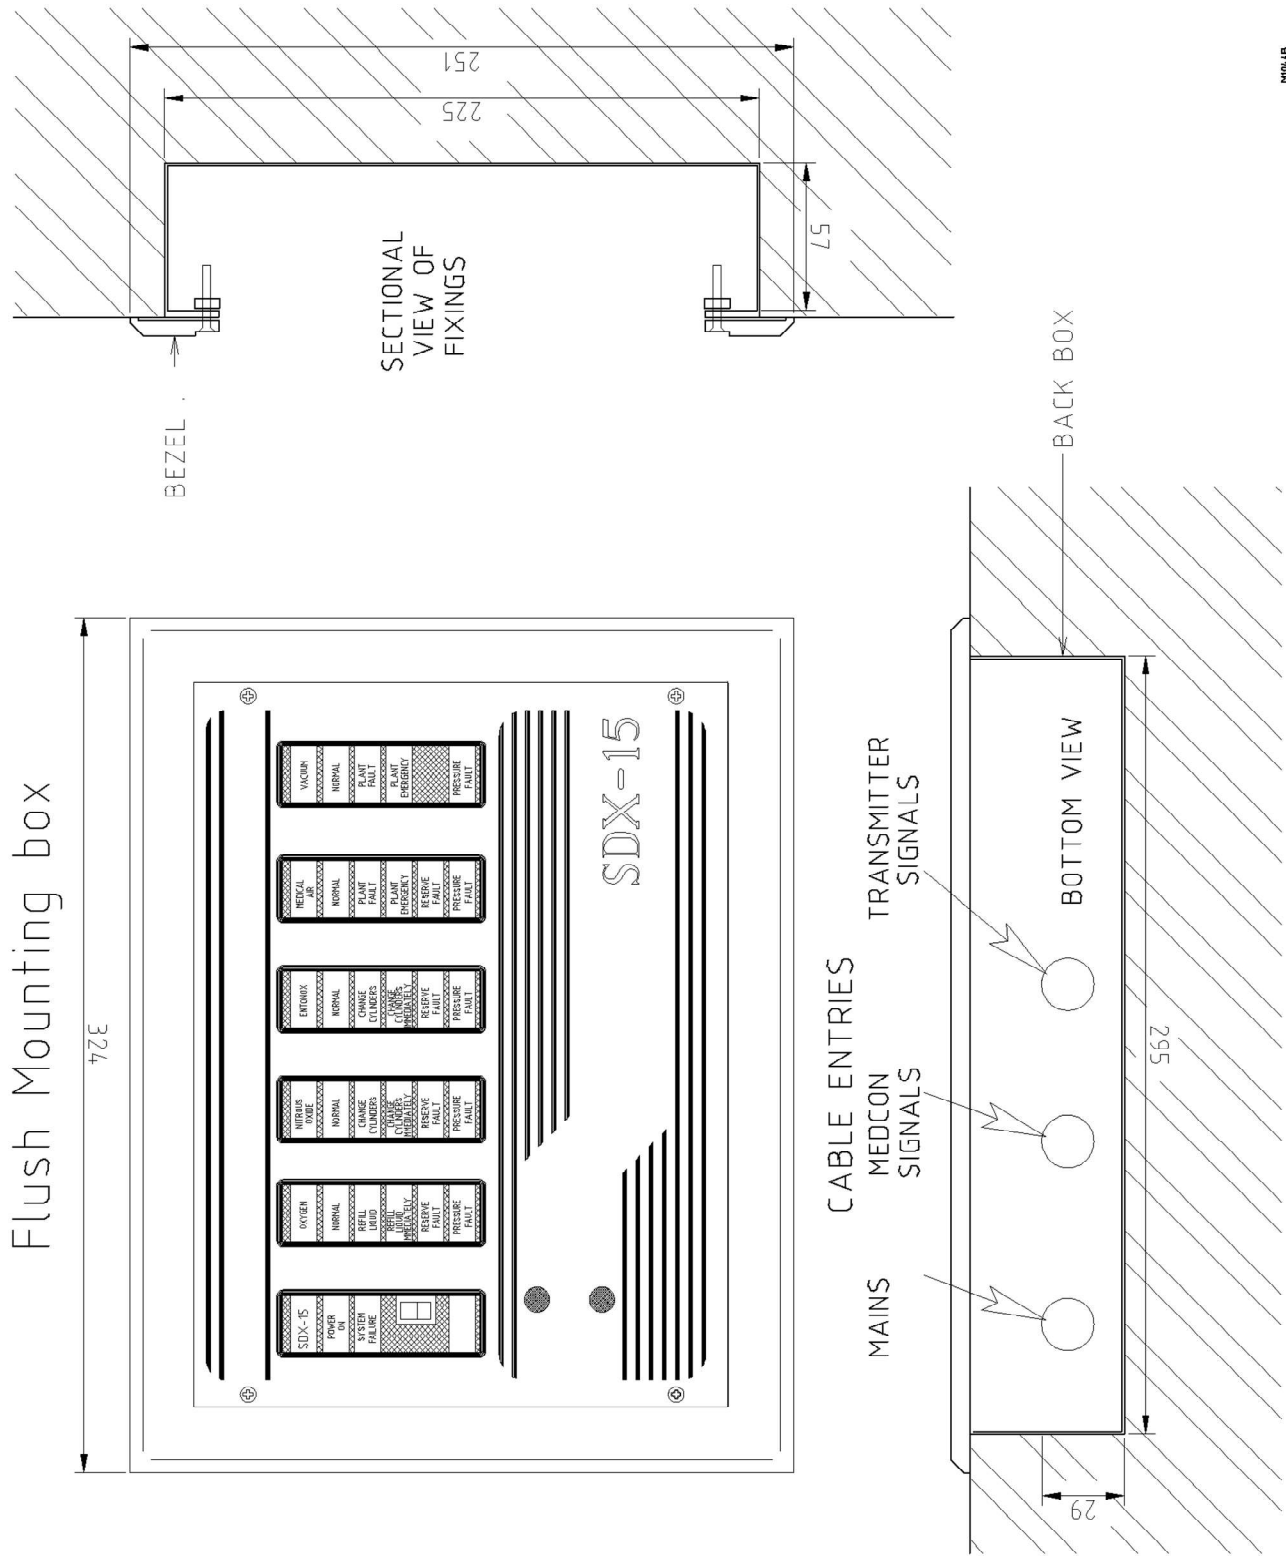 Flush Mounting box
324
251
225
57
BEZEL
SECTIONAL
VIEW OF
FIXINGS
SDX-15
POWER
ON
SYSTEM
FAILURE
OXYGEN
NORMAL
REFILL
LIQUID
REFILL
LIQUID
IMMEDIATELY
RESERVE
FAULT
PRESSURE
FAULT
NITROUS
OXIDE
NORMAL
CHANGE
CYLINDERS
CHANGE
CYLINDERS
IMMEDIATELY
RESERVE
FAULT
PRESSURE
FAULT
ENTONOX
NORMAL
CHANGE
CYLINDERS
CHANGE
CYLINDERS
IMMEDIATELY
RESERVE
FAULT
PRESSURE
FAULT
MEDICAL
AIR
NORMAL
PLANT
FAULT
PLANT
EMERGENCY
RESERVE
FAULT
PRESSURE
FAULT
VACUUM
NORMAL
PLANT
FAULT
PLANT
EMERGENCY
PRESSURE
FAULT
SDX-15
CABLE ENTRIES
MAINS
MEDCON
SIGNALS
TRANSMITTER
SIGNALS
BOTTOM VIEW
BACK BOX
29
295